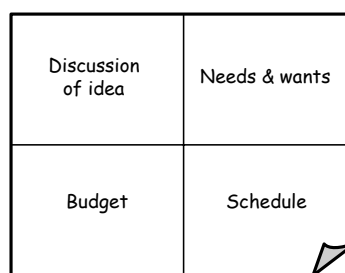 Discussion
of idea
Needs & wants
Budget
Schedule